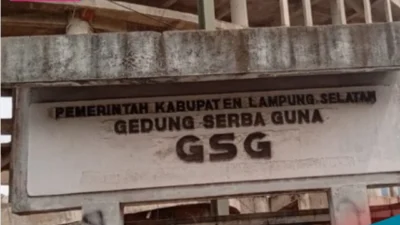 PEMERINTAH KABUPATEN LAMPUNG SELATAN
GEDUNG SERBA GUNA
GSG